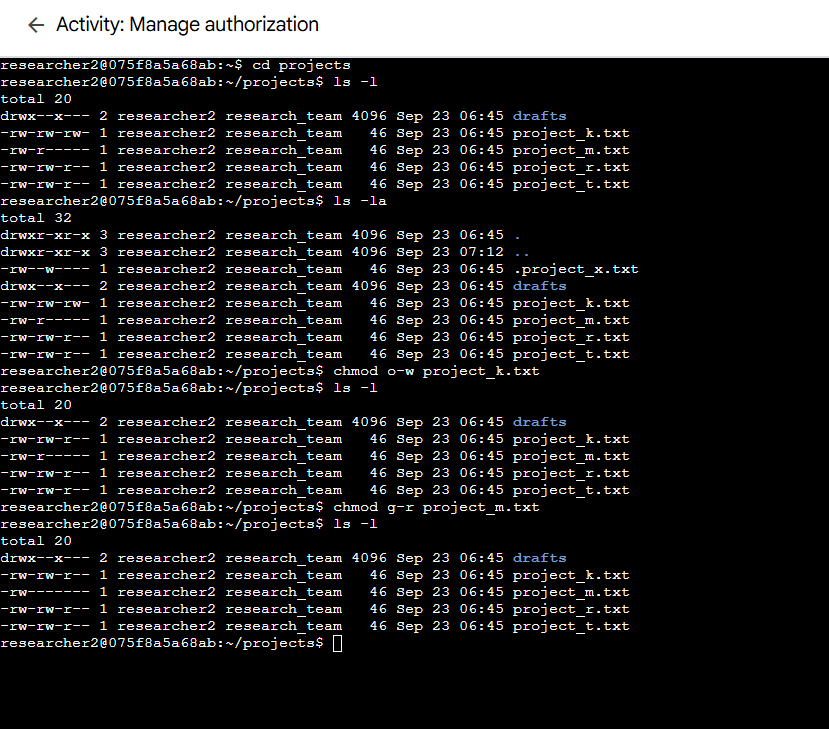 Activity: Manage authorization
researcher2@075f8a5a68ab:~$ cd projects
researcher2@075f8a5a68ab:~/projects$ ls -l
total 20
drwx--x--- 2 researcher2 research_team 4096 Sep 23 06:45 drafts
-rw-rw-rw- 1 researcher2 research_team   46 Sep 23 06:45 project_k.txt
-rw-r----- 1 researcher2 research_team   46 Sep 23 06:45 project_m.txt
-rw-rw-r-- 1 researcher2 research_team   46 Sep 23 06:45 project_r.txt
-rw-rw-r-- 1 researcher2 research_team   46 Sep 23 06:45 project_t.txt
researcher2@075f8a5a68ab:~/projects$ ls -la
total 32
drwxr-xr-x 3 researcher2 research_team 4096 Sep 23 06:45 .
drwxr-xr-x 3 researcher2 research_team 4096 Sep 23 07:12 ..
-rw--w---- 1 researcher2 research_team   46 Sep 23 06:45 .project_x.txt
drwx--x--- 2 researcher2 research_team 4096 Sep 23 06:45 drafts
-rw-rw-rw- 1 researcher2 research_team   46 Sep 23 06:45 project_k.txt
-rw-r----- 1 researcher2 research_team   46 Sep 23 06:45 project_m.txt
-rw-rw-r-- 1 researcher2 research_team   46 Sep 23 06:45 project_r.txt
-rw-rw-r-- 1 researcher2 research_team   46 Sep 23 06:45 project_t.txt
researcher2@075f8a5a68ab:~/projects$ chmod o-w project_k.txt
researcher2@075f8a5a68ab:~/projects$ ls -l
total 20
drwx--x--- 2 researcher2 research_team 4096 Sep 23 06:45 drafts
-rw-rw-r-- 1 researcher2 research_team   46 Sep 23 06:45 project_k.txt
-rw-r----- 1 researcher2 research_team   46 Sep 23 06:45 project_m.txt
-rw-rw-r-- 1 researcher2 research_team   46 Sep 23 06:45 project_r.txt
-rw-rw-r-- 1 researcher2 research_team   46 Sep 23 06:45 project_t.txt
researcher2@075f8a5a68ab:~/projects$ chmod g-r project_m.txt
researcher2@075f8a5a68ab:~/projects$ ls -l
total 20
drwx--x--- 2 researcher2 research_team 4096 Sep 23 06:45 drafts
-rw-rw-r-- 1 researcher2 research_team   46 Sep 23 06:45 project_k.txt
-rw------- 1 researcher2 research_team   46 Sep 23 06:45 project_m.txt
-rw-rw-r-- 1 researcher2 research_team   46 Sep 23 06:45 project_r.txt
-rw-rw-r-- 1 researcher2 research_team   46 Sep 23 06:45 project_t.txt
researcher2@075f8a5a68ab:~/projects$